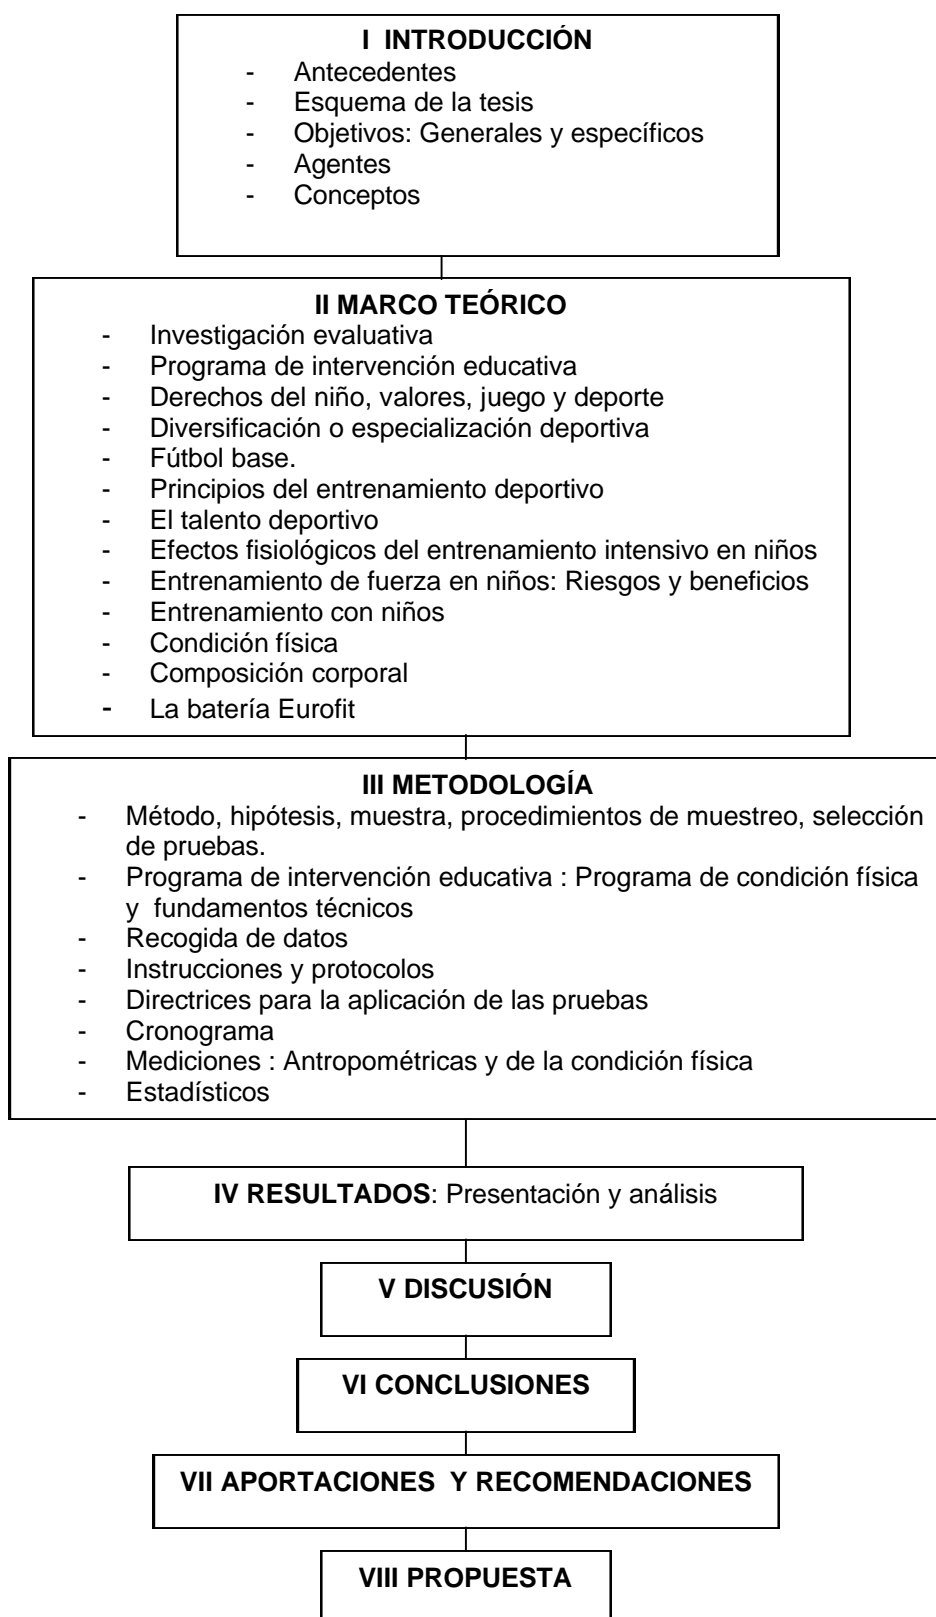 I INTRODUCCIÓN
- Antecedentes
- Esquema de la tesis
- Objetivos: Generales y específicos
- Agentes
- Conceptos
II MARCO TEÓRICO
- Investigación evaluativa
- Programa de intervención educativa
- Derechos del niño, valores, juego y deporte
- Diversificación o especialización deportiva
- Fútbol base.
- Principios del entrenamiento deportivo
- El talento deportivo
- Efectos fisiológicos del entrenamiento intensivo en niños
- Entrenamiento de fuerza en niños: Riesgos y beneficios
- Entrenamiento con niños
- Condición física
- Composición corporal
- La batería Eurofit
III METODOLOGÍA
- Método, hipótesis, muestra, procedimientos de muestreo, selección
de pruebas.
- Programa de intervención educativa : Programa de condición física
y fundamentos técnicos
- Recogida de datos
- Instrucciones y protocolos
- Directrices para la aplicación de las pruebas
- Cronograma
- Mediciones : Antropométricas y de la condición física
- Estadísticos
IV RESULTADOS: Presentación y análisis
V DISCUSIÓN
VI CONCLUSIONES
VII APORTACIONES Y RECOMENDACIONES
VIII PROPUESTA